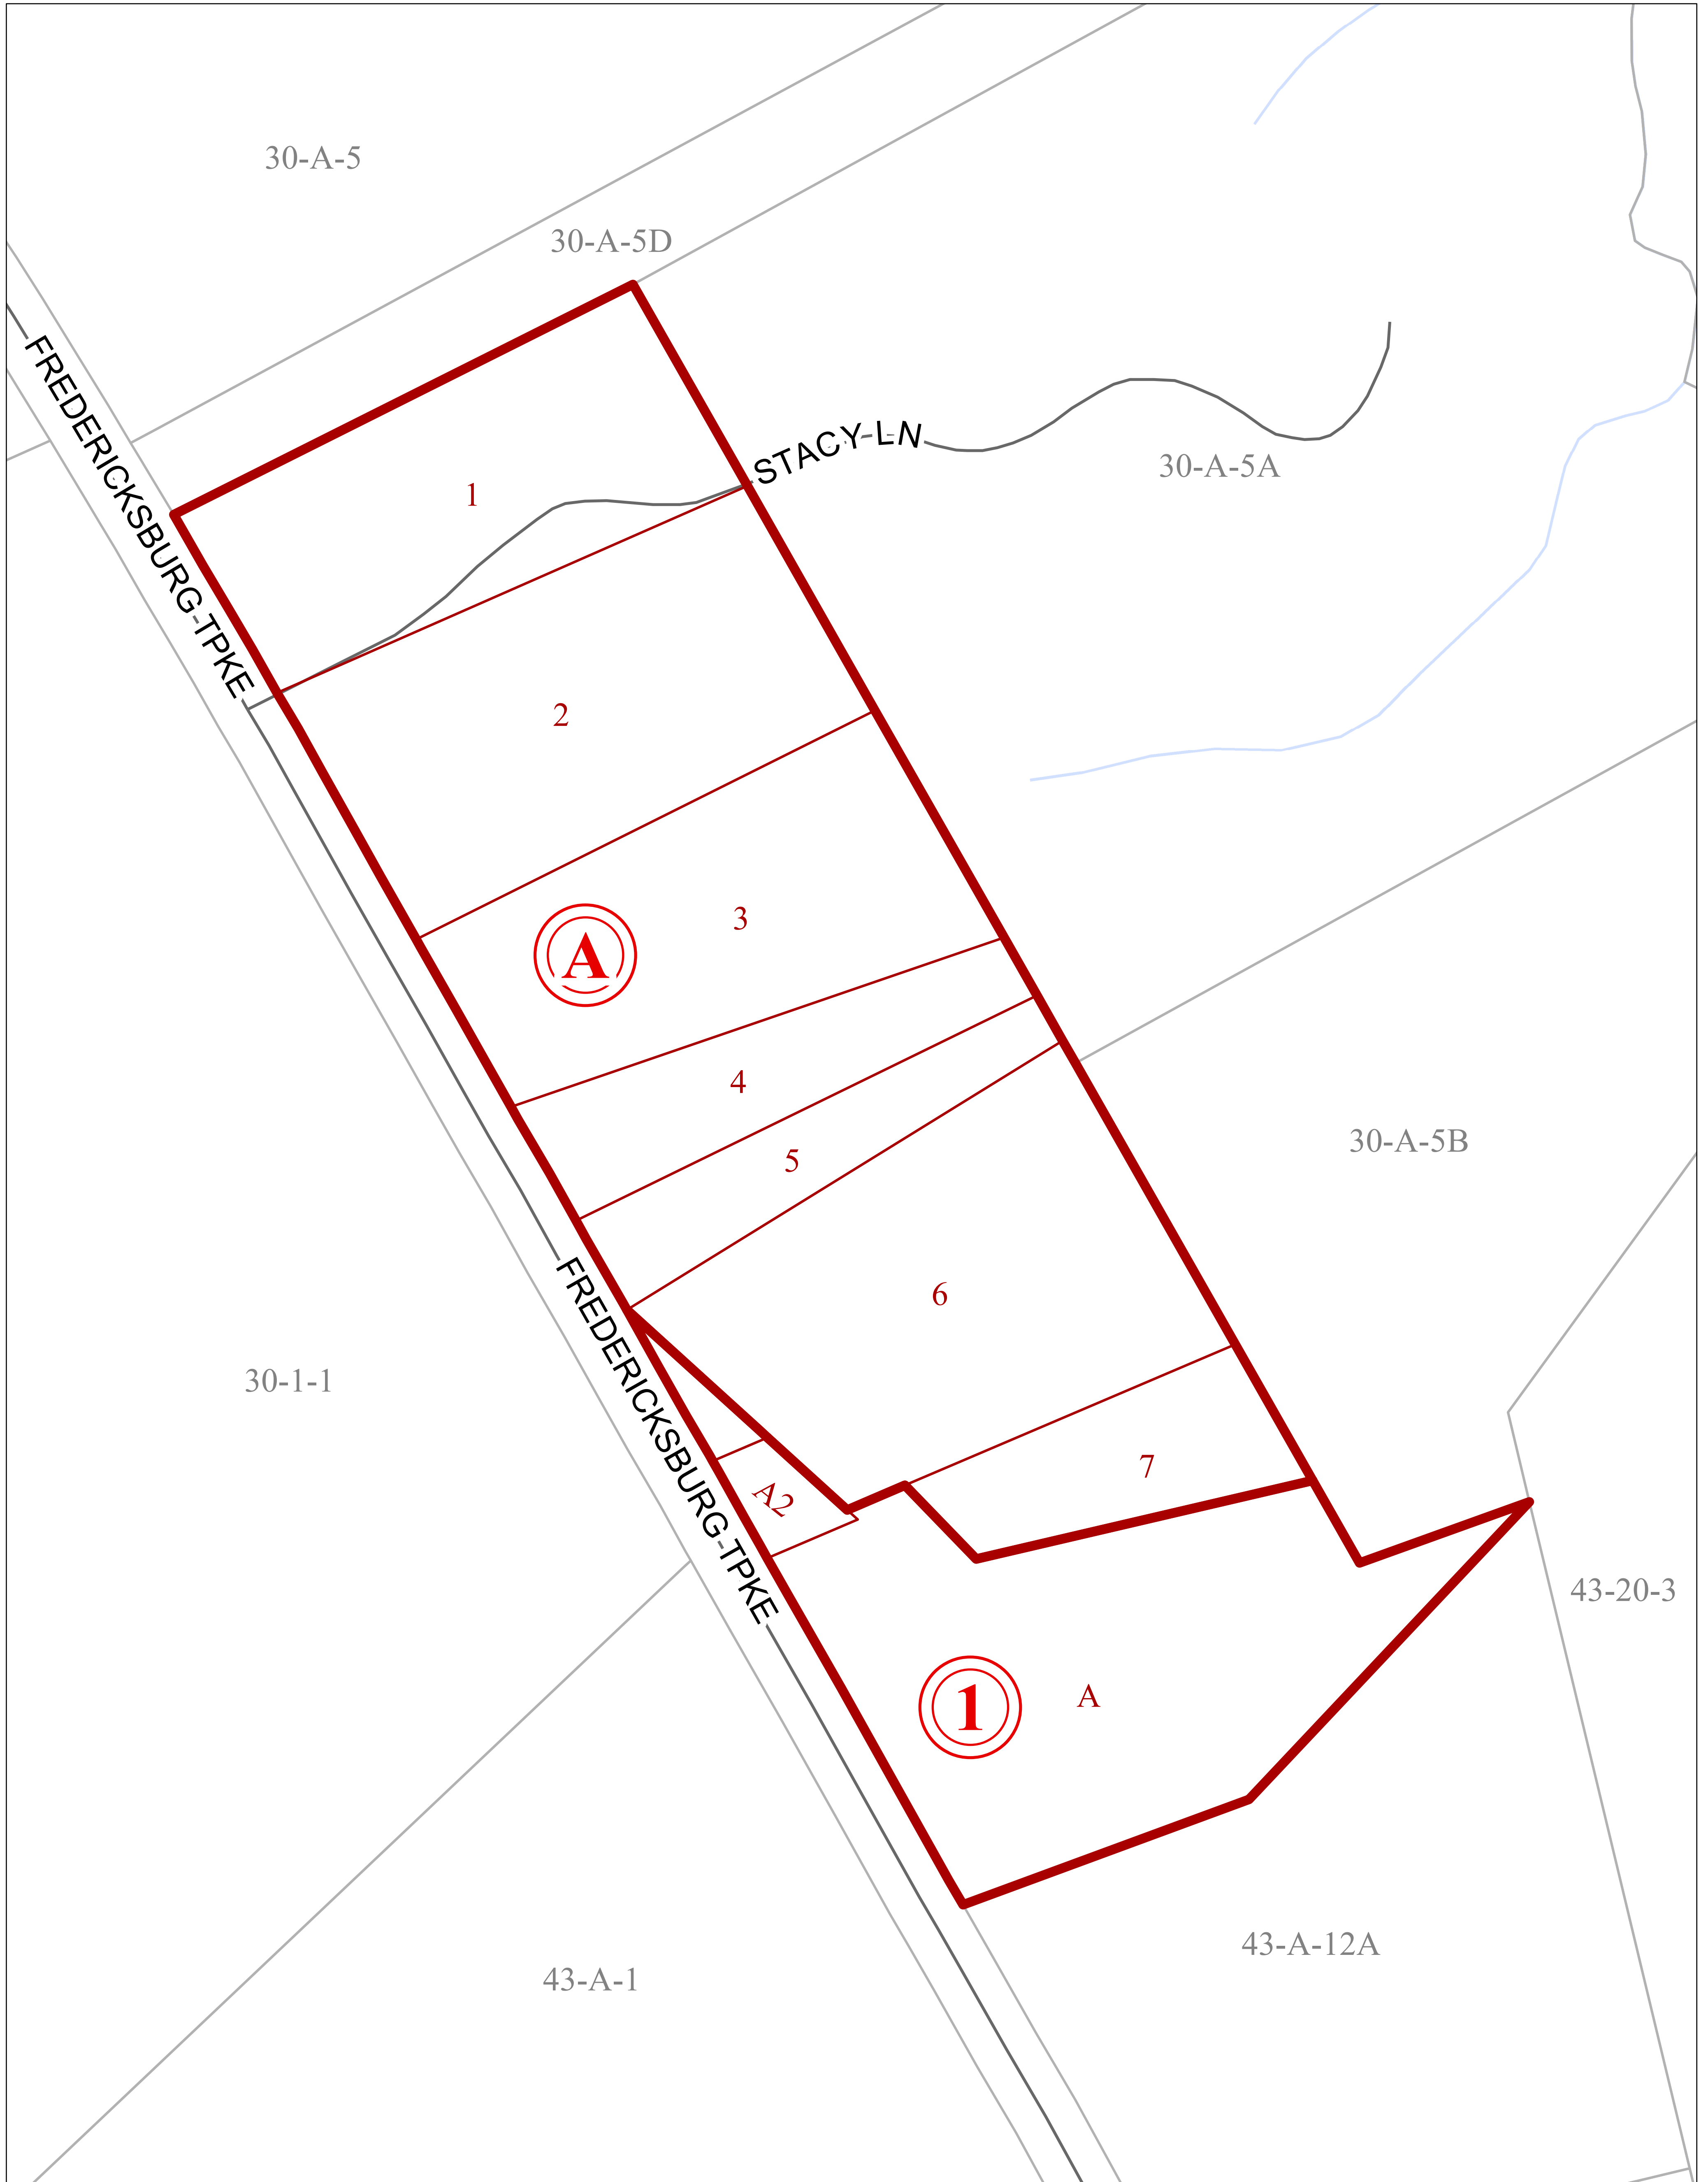 30-A-5
30-A-5D
FREDERICKSBURG-TPKE
STACY-LN
30-A-5A
1
2
3
A
4
30-A-5B
5
6
FREDERICKSBURG-TPKE
30-1-1
7
A2
43-20-3
1
A
43-A-12A
43-A-1